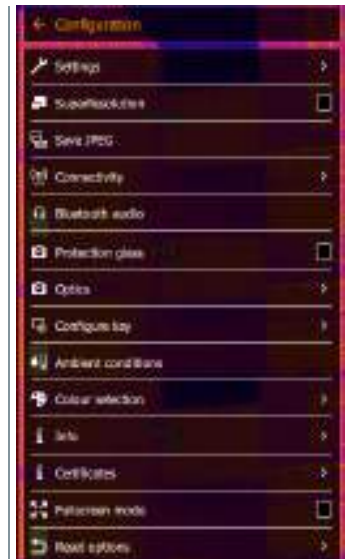 Configuration
Settings
SuperResolution
Save JPEG
Connectivity
Bluetooth audio
Protection glass
Optics
Configure key
Ambient conditions
Colour selection
Info
Certificates
Fullscreen mode
Reset options